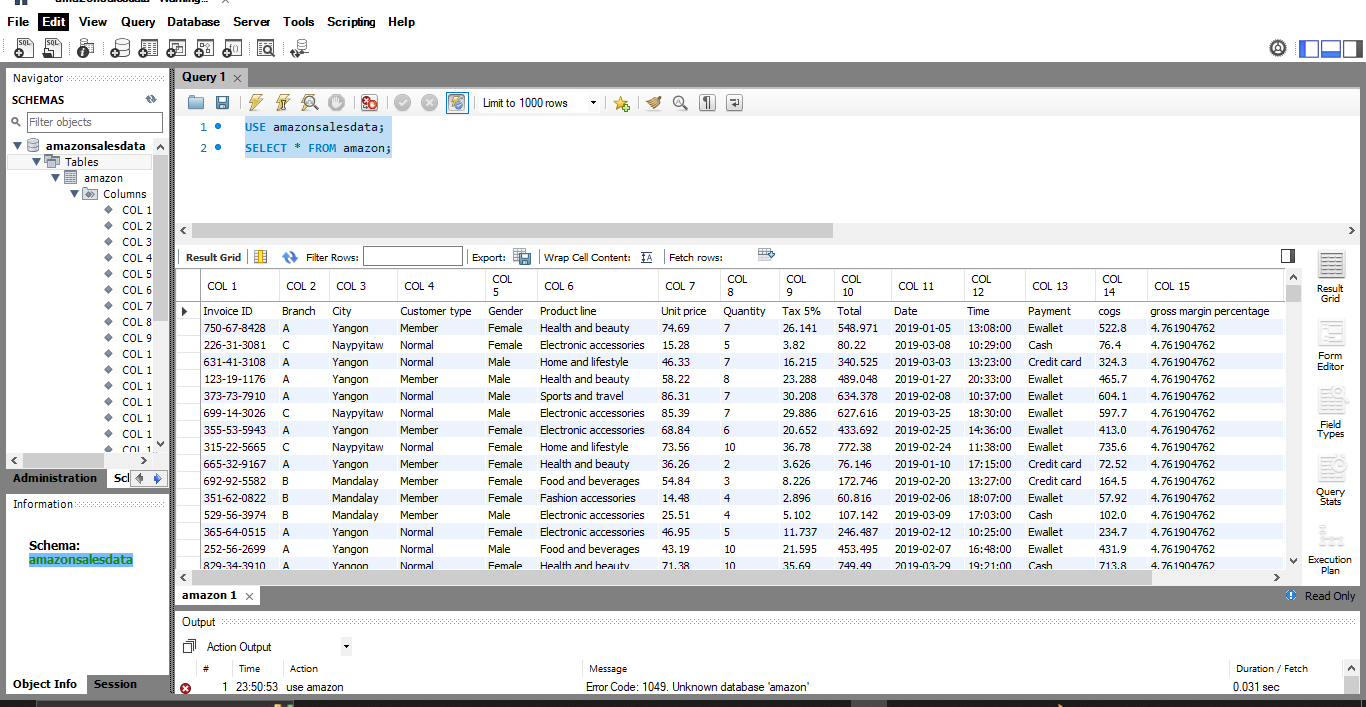 File Edit View Query Database Server Tools Scripting Help
Navigator
SCHEMAS
Filter objects
amazonsalesdata
Tables
amazon
Columns
COL 1
COL 2
COL 3
COL 4
COL 5
COL 6
COL 7
COL 8
COL 9
COL 1
COL 1
COL 1
COL 1
COL 1
COL 1
Administration
Information
Schema:
amazonsalesdata
Object Info Session
Query 1
Limit to 1000 rows
1 USE amazonsalesdata;
2 SELECT * FROM amazon;
Result Grid Filter Rows: Export: Wrap Cell Content: Fetch rows:
COL 1 COL 2 COL 3 COL 4 COL 5 COL 6 COL 7 COL 8 COL 9 COL 10 COL 11 COL 12 COL 13 COL 14 COL 15
Invoice ID Branch City Customer type Gender Product line Unit price Quantity Tax 5% Total Date Time Payment cogs gross margin percentage
750-67-8428 A Yangon Member Female Health and beauty 74.69 7 26.141 548.971 2019-01-05 13:08:00 Ewallet 522.8 4.761904762
226-31-3081 C Naypyitaw Normal Female Electronic accessories 15.28 5 3.82 80.22 2019-03-08 10:29:00 Cash 76.4 4.761904762
631-41-3108 A Yangon Normal Male Home and lifestyle 46.33 7 16.215 340.525 2019-03-03 13:23:00 Credit card 324.3 4.761904762
123-19-1176 A Yangon Member Male Health and beauty 58.22 8 23.288 489.048 2019-01-27 20:33:00 Ewallet 465.7 4.761904762
373-73-7910 A Yangon Normal Male Sports and travel 86.31 7 30.208 634.378 2019-02-08 10:37:00 Ewallet 604.1 4.761904762
699-14-3026 C Naypyitaw Normal Male Electronic accessories 85.39 7 29.886 627.616 2019-03-25 18:30:00 Ewallet 597.7 4.761904762
355-53-5943 A Yangon Member Female Electronic accessories 68.84 6 20.652 433.692 2019-02-25 14:36:00 Ewallet 413.0 4.761904762
315-22-5665 C Naypyitaw Normal Female Home and lifestyle 73.56 10 36.78 772.38 2019-02-24 11:38:00 Ewallet 735.6 4.761904762
665-32-9167 A Yangon Member Female Health and beauty 36.26 2 3.626 76.146 2019-01-10 17:15:00 Credit card 72.52 4.761904762
692-92-5582 B Mandalay Member Female Food and beverages 54.84 3 8.226 172.746 2019-02-20 13:27:00 Credit card 164.5 4.761904762
351-62-0822 B Mandalay Member Female Fashion accessories 14.48 4 2.896 60.816 2019-02-06 18:07:00 Ewallet 57.92 4.761904762
529-56-3974 B Mandalay Member Male Electronic accessories 25.51 4 5.102 107.142 2019-03-09 17:03:00 Cash 102.0 4.761904762
365-64-0515 A Yangon Normal Female Electronic accessories 46.95 5 11.737 246.487 2019-02-12 10:25:00 Ewallet 234.7 4.761904762
252-56-2699 A Yangon Normal Male Food and beverages 43.19 10 21.595 453.495 2019-02-07 16:48:00 Ewallet 431.9 4.761904762
829-34-3910 A Yangon Normal Female Health and beauty 71.38 10 35.69 749.49 2019-03-29 19:21:00 Cash 713.8 4.761904762
Result Grid
Form Editor
Field Types
Query Stats
Execution Plan
amazon 1
Read Only
Output
Action Output
# Time Action Message Duration / Fetch
1 23:50:53 use amazon Error Code: 1049. Unknown database 'amazon' 0.031 sec